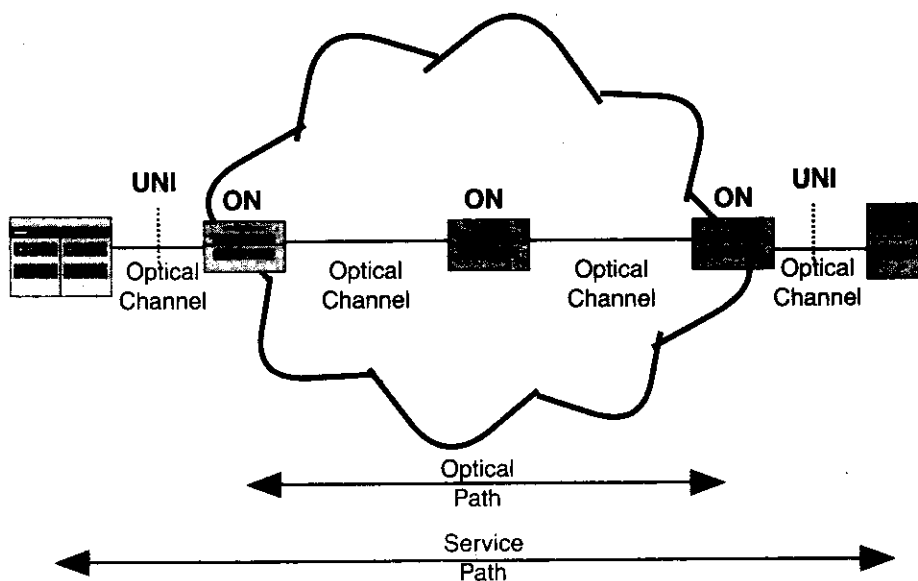 UNI
ON
ON
ON
UNI
Optical
Channel
Optical
Channel
Optical
Channel
Optical
Channel
Optical
Path
Service
Path